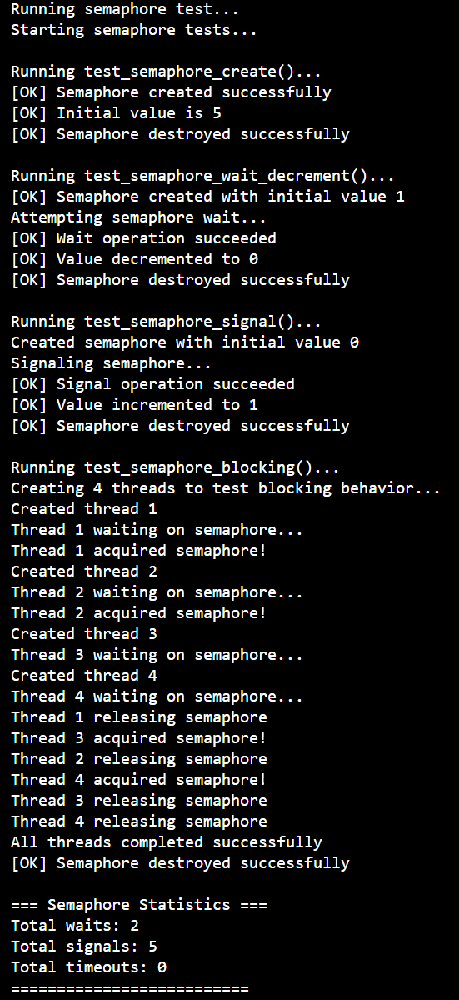 Running semaphore test...
Starting semaphore tests...
Running test_semaphore_create()...
[OK] Semaphore created successfully
[OK] Initial value is 5
[OK] Semaphore destroyed successfully
Running test_semaphore_wait_decrement()...
[OK] Semaphore created with initial value 1
Attempting semaphore wait...
[OK] Wait operation succeeded
[OK] Value decremented to 0
[OK] Semaphore destroyed successfully
Running test_semaphore_signal()...
Created semaphore with initial value 0
Signaling semaphore...
[OK] Signal operation succeeded
[OK] Value incremented to 1
[OK] Semaphore destroyed successfully
Running test_semaphore_blocking()...
Creating 4 threads to test blocking behavior...
Created thread 1
Thread 1 waiting on semaphore...
Thread 1 acquired semaphore!
Created thread 2
Thread 2 waiting on semaphore...
Thread 2 acquired semaphore!
Created thread 3
Thread 3 waiting on semaphore...
Created thread 4
Thread 4 waiting on semaphore...
Thread 1 releasing semaphore
Thread 3 acquired semaphore!
Thread 2 releasing semaphore
Thread 4 acquired semaphore!
Thread 3 releasing semaphore
Thread 4 releasing semaphore
All threads completed successfully
[OK] Semaphore destroyed successfully
=== Semaphore Statistics ===
Total waits: 2
Total signals: 5
Total timeouts: 0
==========================